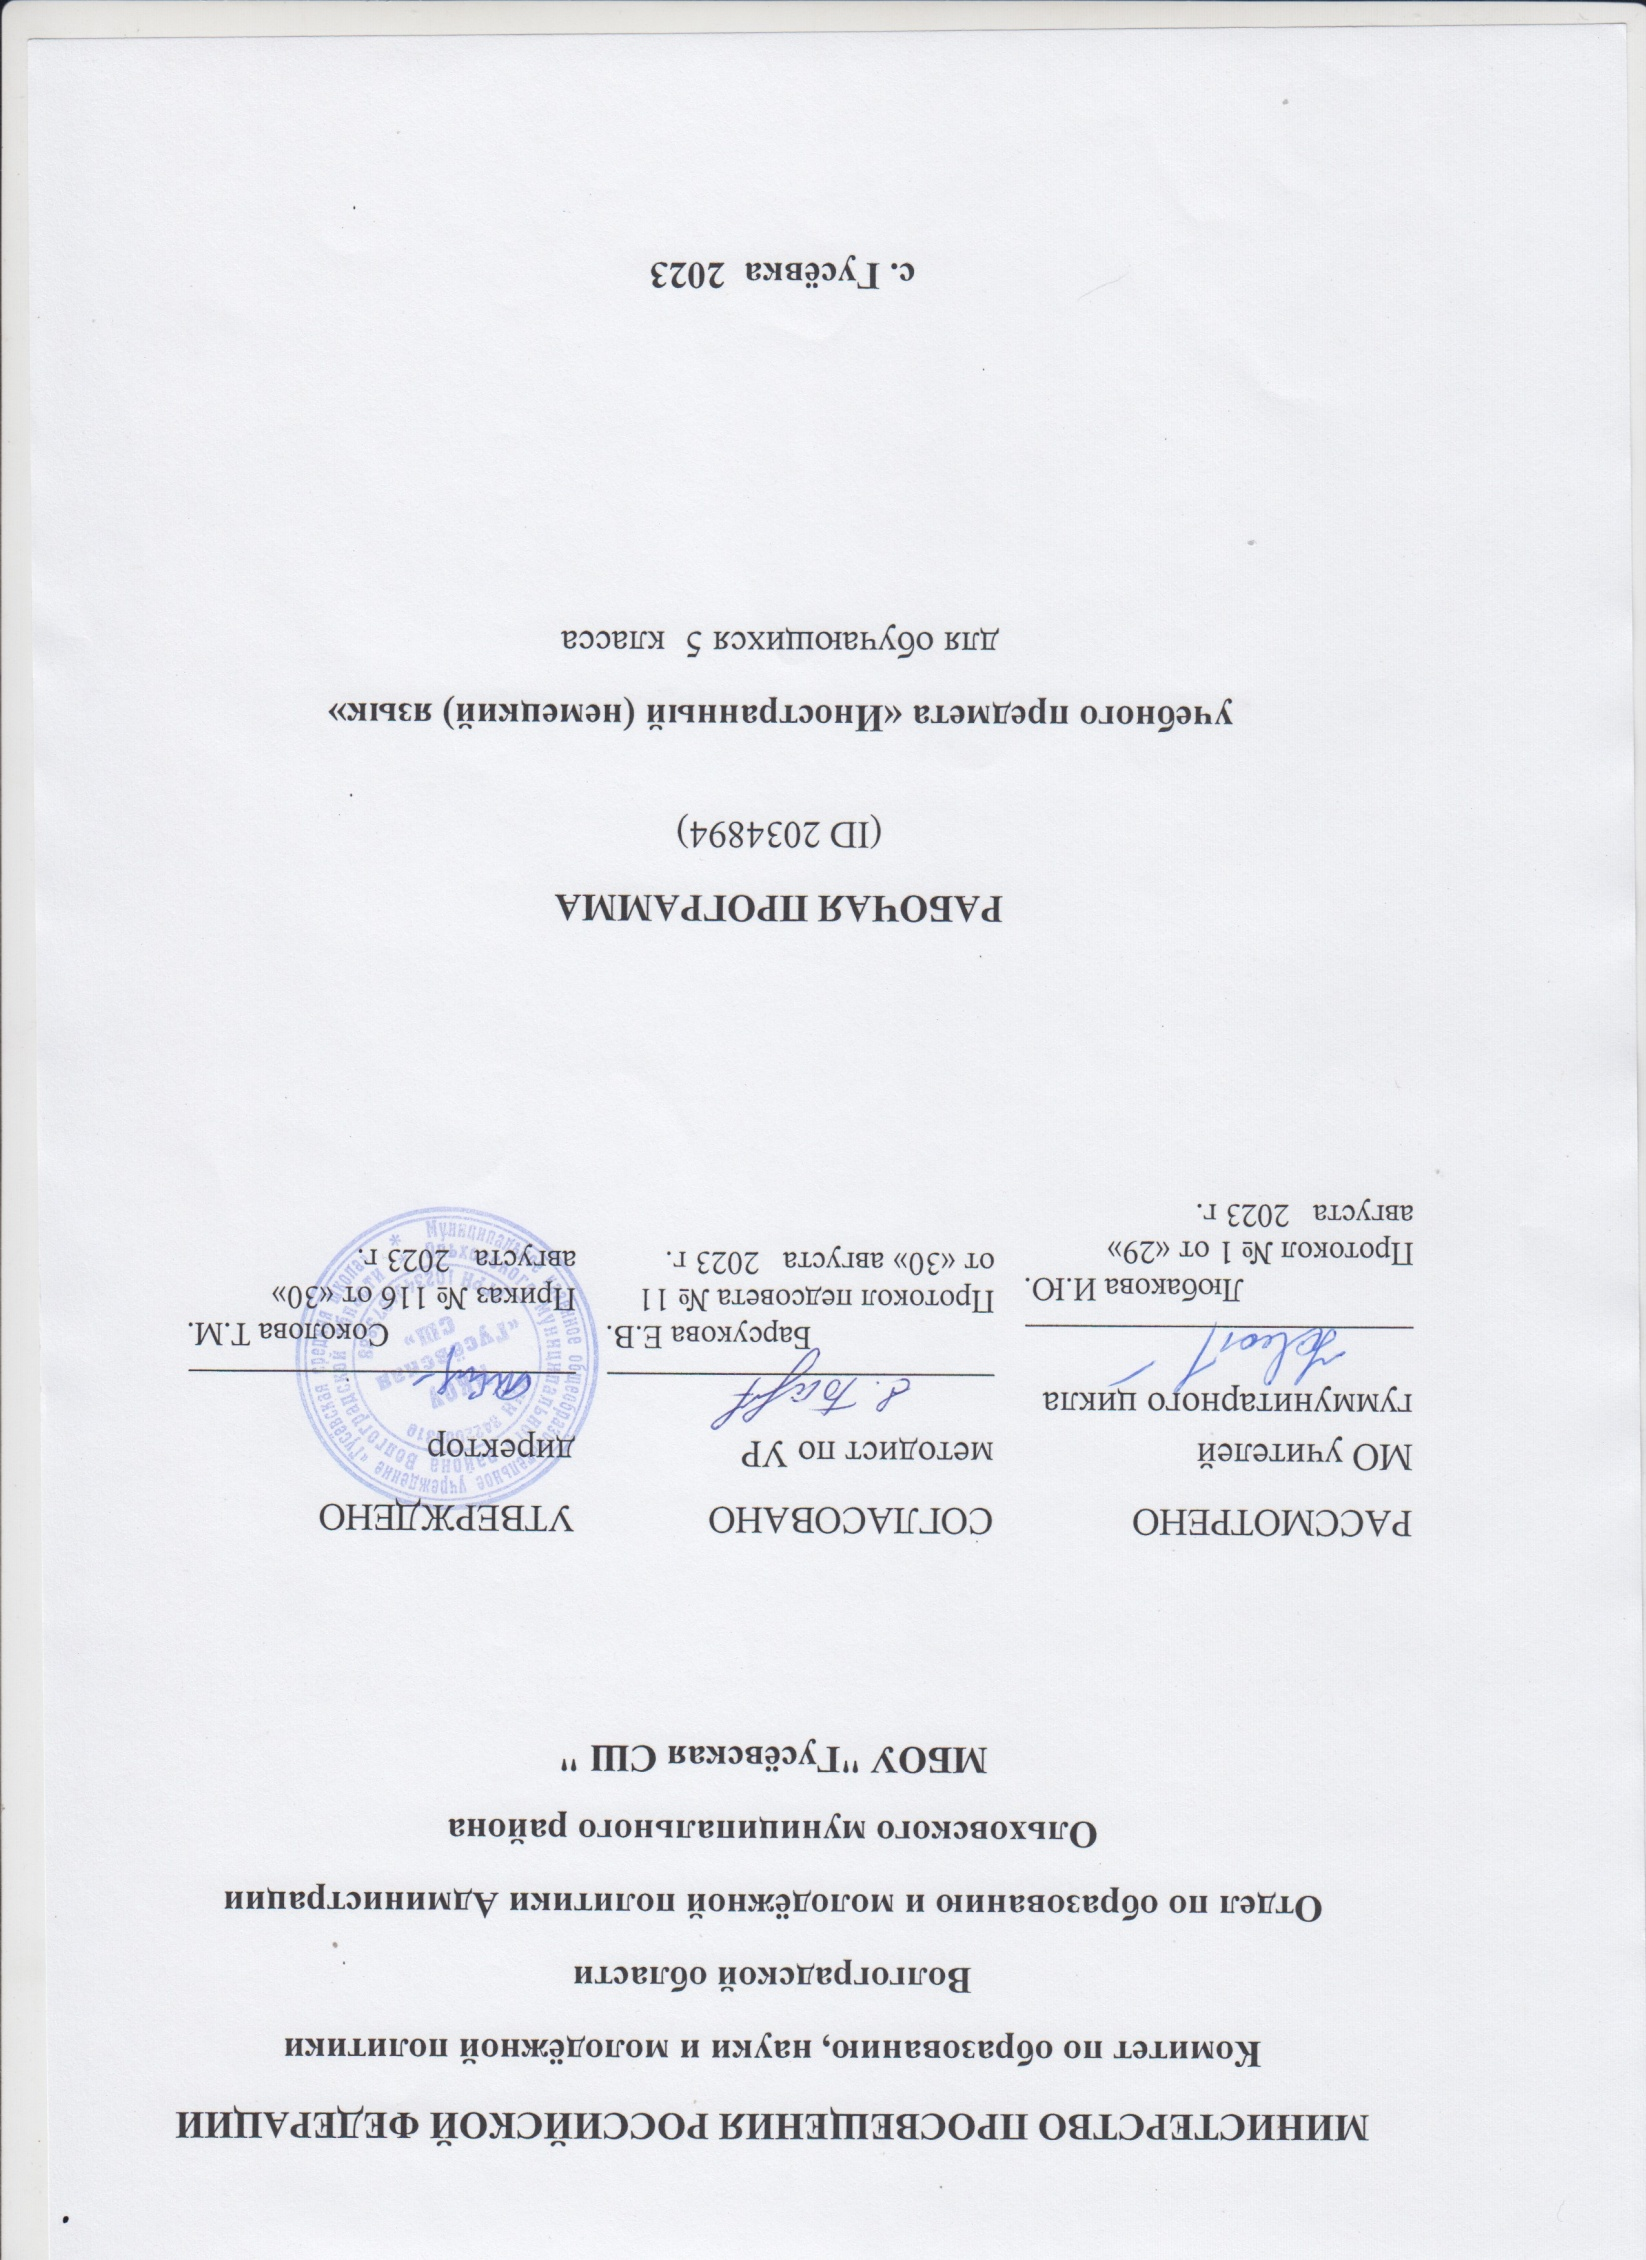 МИНИСТЕРСТВО ПРОСВЕЩЕНИЯ РОССИЙСКОЙ ФЕДЕРАЦИИ
Комитет по образованию, науки и молодёжной политики
Волгоградской области
Отдел по образованию и молодёжной политики Администрации
Ольховского муниципального района
МБОУ "Гусёвская СШ "
РАССМОТРЕНО
МО учителей
гуммунитарного цикла
Любакова И.Ю.
Протокол № 1 от «29»
августа 2023 г.
СОГЛАСОВАНО
методист по УР
Барсукова Е.В.
Протокол педсовета № 11
от «30» августа 2023 г.
УТВЕРЖДЕНО
директор
Соколова Т.М.
Приказ № 116 от «30»
августа 2023 г.
«Гусёвская
СШ»
РАБОЧАЯ ПРОГРАММА
(ID 2034894)
учебного предмета «Иностранный (немецкий) язык»
для обучающихся 5 класса
с. Гусёвка 2023